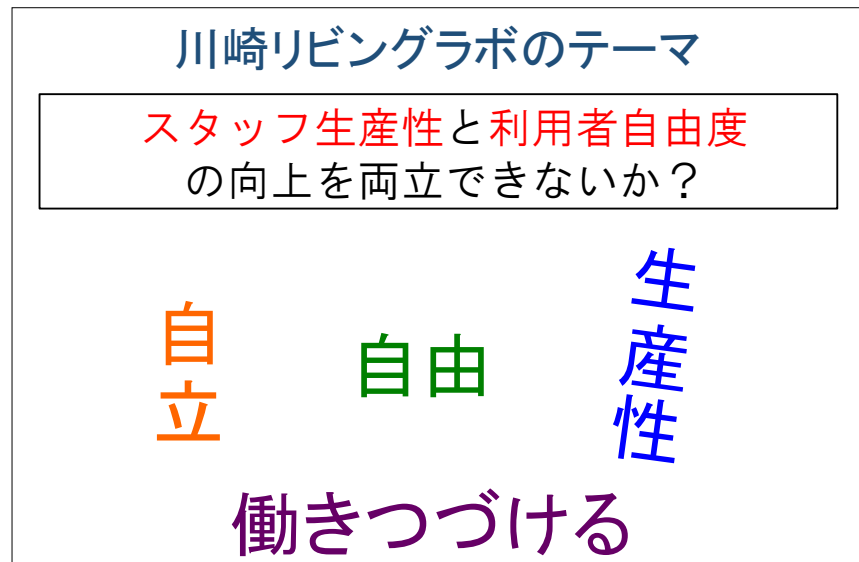 川崎リビングラボのテーマ
スタッフ生産性と利用者自由度
の向上を両立できないか？
自立
自由
生産性
働きつづける